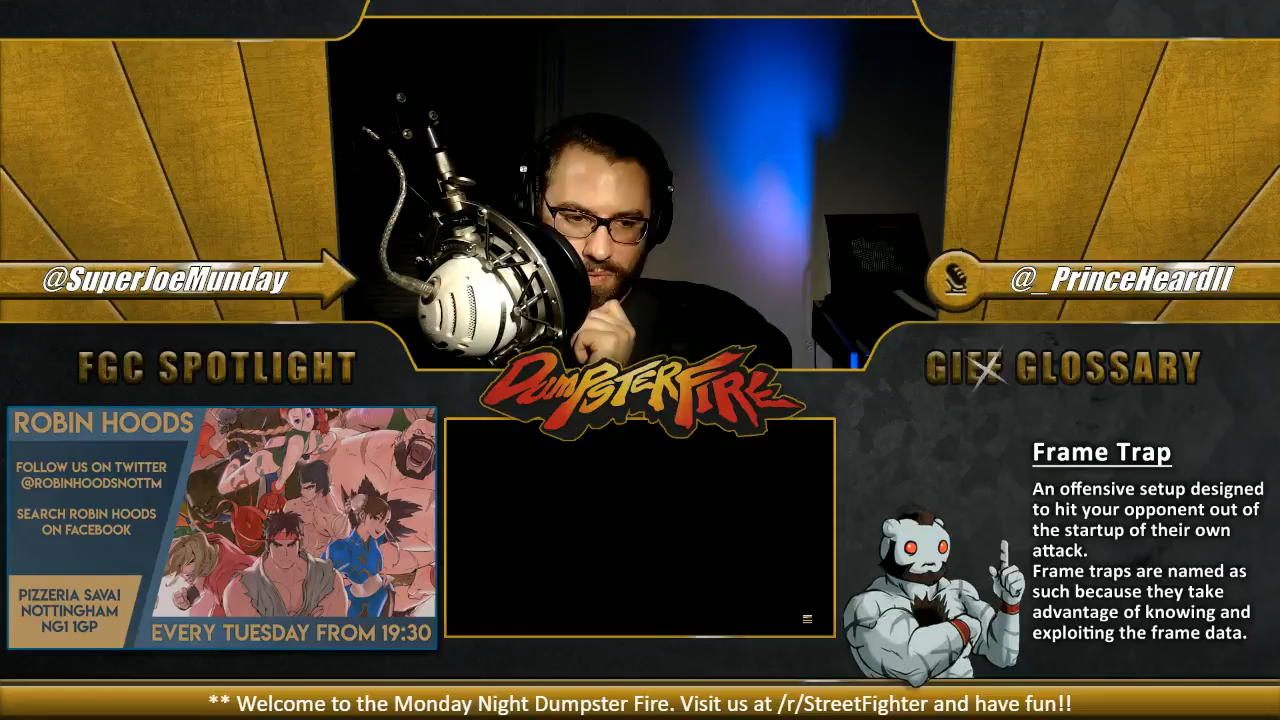 @SuperJoeMunday
@_PrinceHeardII
FGC SPOTLIGHT
DUMPSTER FIRE
GIEF GLOSSARY
ROBIN HOODS
FOLLOW US ON TWITTER
@ROBINHOODSNOTTM
SEARCH ROBIN HOODS
ON FACEBOOK
PIZZERIA SAVAI
NOTTINGHAM
NG1 1GP
EVERY TUESDAY FROM 19:30
Frame Trap
An offensive setup designed
to hit your opponent out of
the startup of their own
attack.
Frame traps are named as
such because they take
advantage of knowing and
exploiting the frame data.
** Welcome to the Monday Night Dumpster Fire. Visit us at /r/StreetFighter and have fun!!